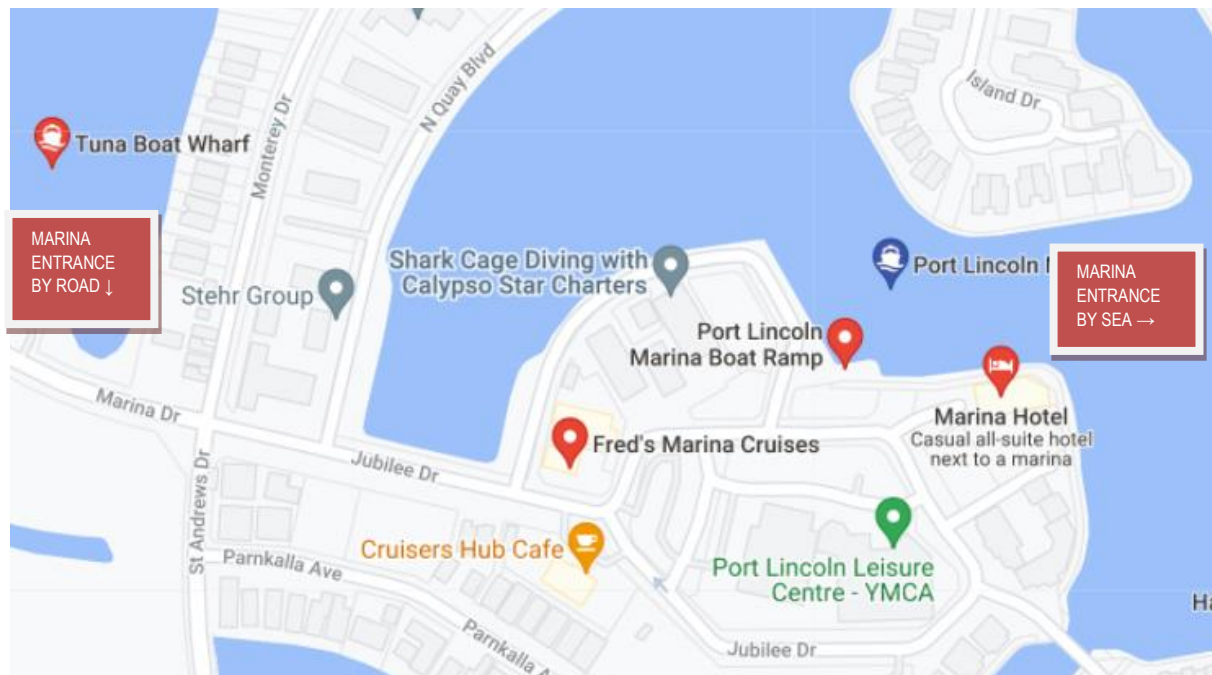 Tuna Boat Wharf
MARINA
ENTRANCE
BY ROAD ↓
Monterey Dr
N Quay Blvd
Island Dr
Stehr Group
Shark Cage Diving with
Calypso Star Charters
Port Lincoln
MARINA
ENTRANCE
BY SEA →
Port Lincoln
Marina Boat Ramp
Marina Hotel
Casual all-suite hotel
next to a marina
Marina Dr
Fred's Marina Cruises
Jubilee Dr
St Andrews Dr
Cruisers Hub Cafe
Parnkalla Ave
Port Lincoln Leisure
Centre - YMCA
Parnkalla A
Jubilee Dr